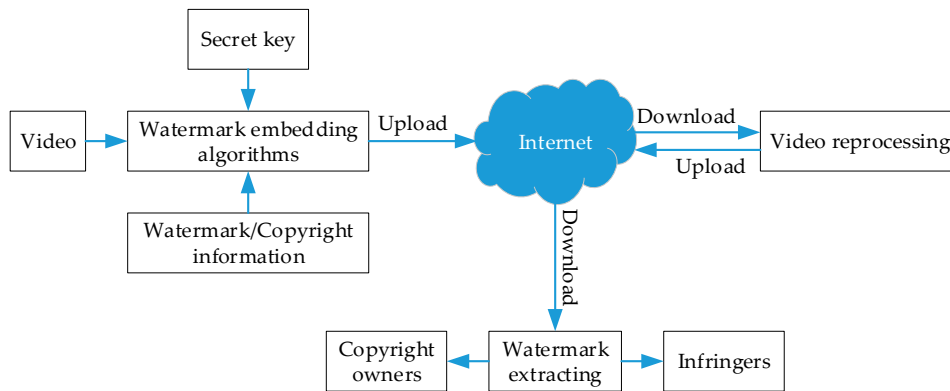 Secret key
Video
Watermark embedding
algorithms
Upload
Internet
Download
Upload
Video reprocessing
Watermark/Copyright
information
Download
Copyright
owners
Watermark
extracting
Infringers